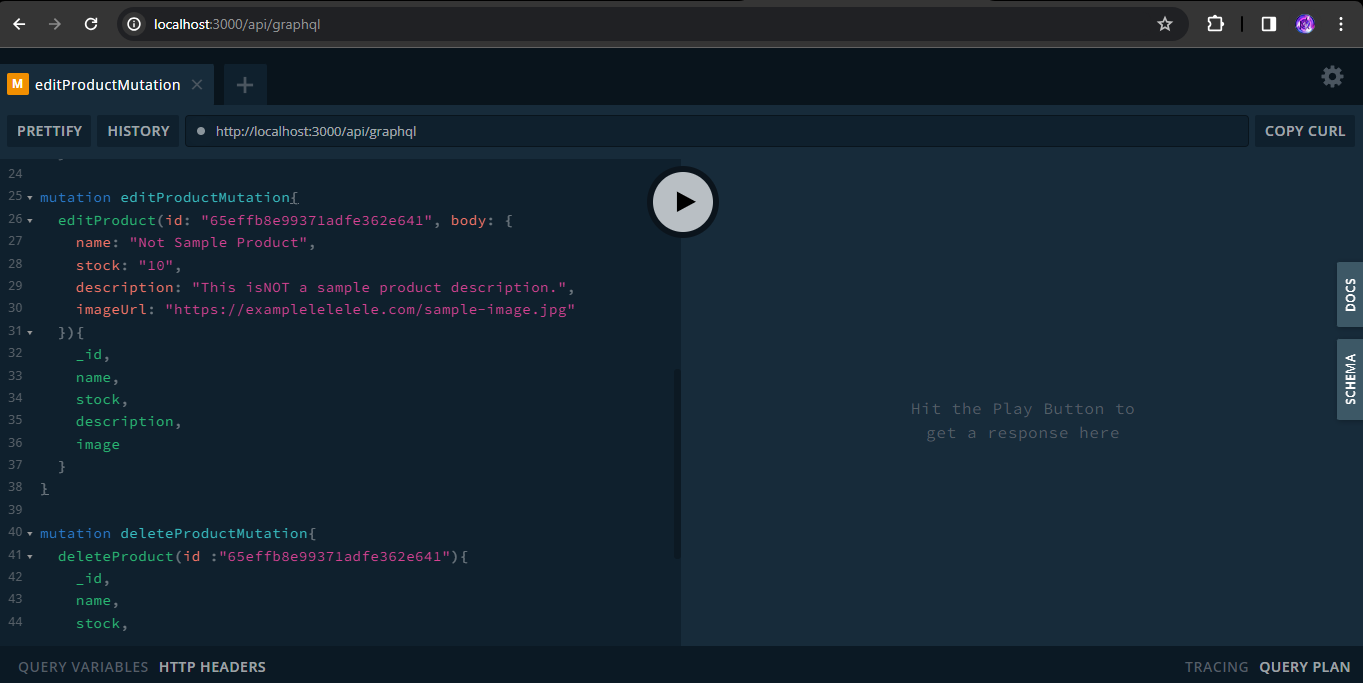 localhost:3000/api/graphql
M editProductMutation
PRETTIFY HISTORY http://localhost:3000/api/graphql COPY CURL
24
25 mutation editProductMutation{
26 editProduct(id: "65effb8e99371adfe362e641", body: {
27 name: "Not Sample Product",
28 stock: "10",
29 description: "This isNOT a sample product description.",
30 imageUrl: "https://examplelelelele.com/sample-image.jpg"
31 }){
32 _id,
33 name,
34 stock,
35 description,
36 image
37 }
38 }
39
40 mutation deleteProductMutation{
41 deleteProduct(id :"65effb8e99371adfe362e641"){
42 _id,
43 name,
44 stock,
Hit the Play Button to
get a response here
DOCS
SCHEMA
QUERY VARIABLES HTTP HEADERS
TRACING QUERY PLAN